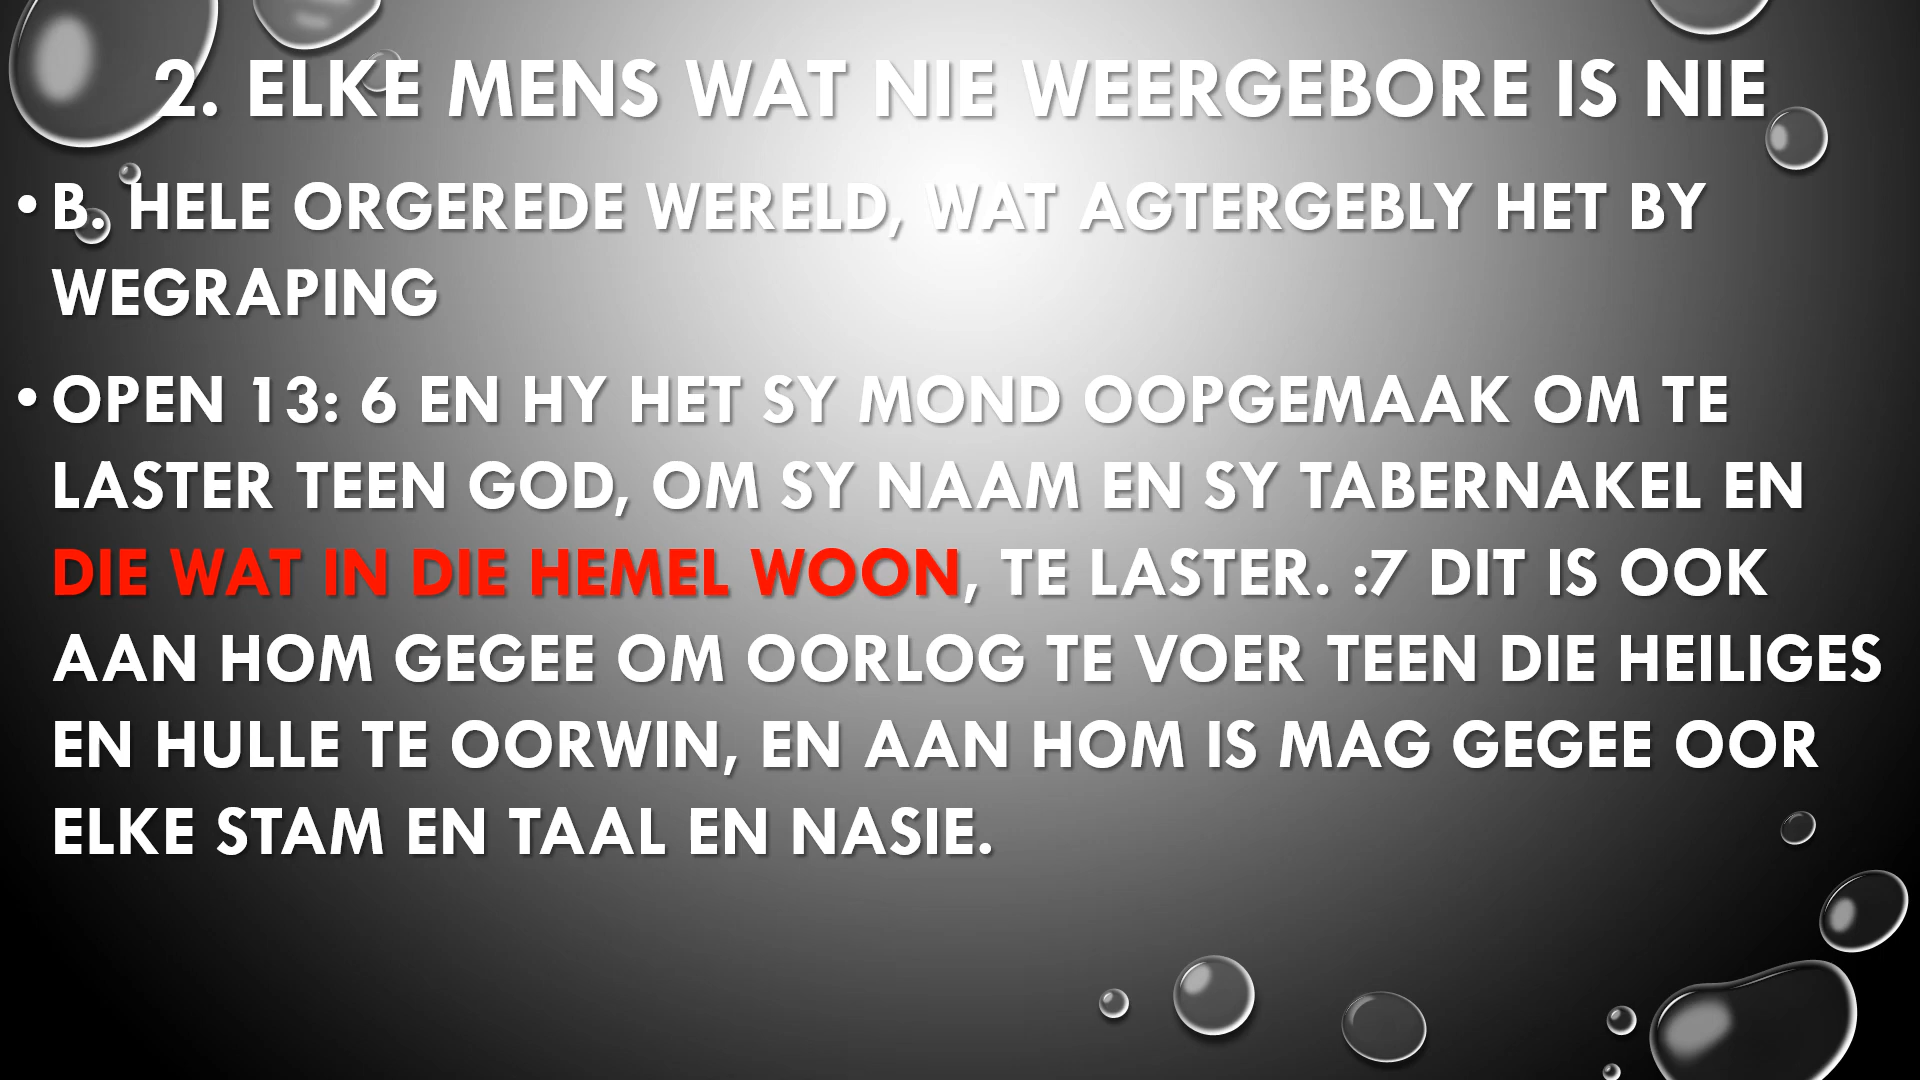 2. ELKE MENS WAT NIE WEERGEBORE IS NIE
• B. HELE ORGEREDE WERELD, WAT AGTERGEBLY HET BY
WEGRAPING
• OPEN 13: 6 EN HY HET SY MOND OOPGEMAAK OM TE
LASTER TEEN GOD, OM SY NAAM EN SY TABERNAKEL EN
DIE WAT IN DIE HEMEL WOON, TE LASTER. :7 DIT IS OOK
AAN HOM GEGEE OM OORLOG TE VOER TEEN DIE HEILIGES
EN HULLE TE OORWIN, EN AAN HOM IS MAG GEGEE OOR
ELKE STAM EN TAAL EN NASIE.